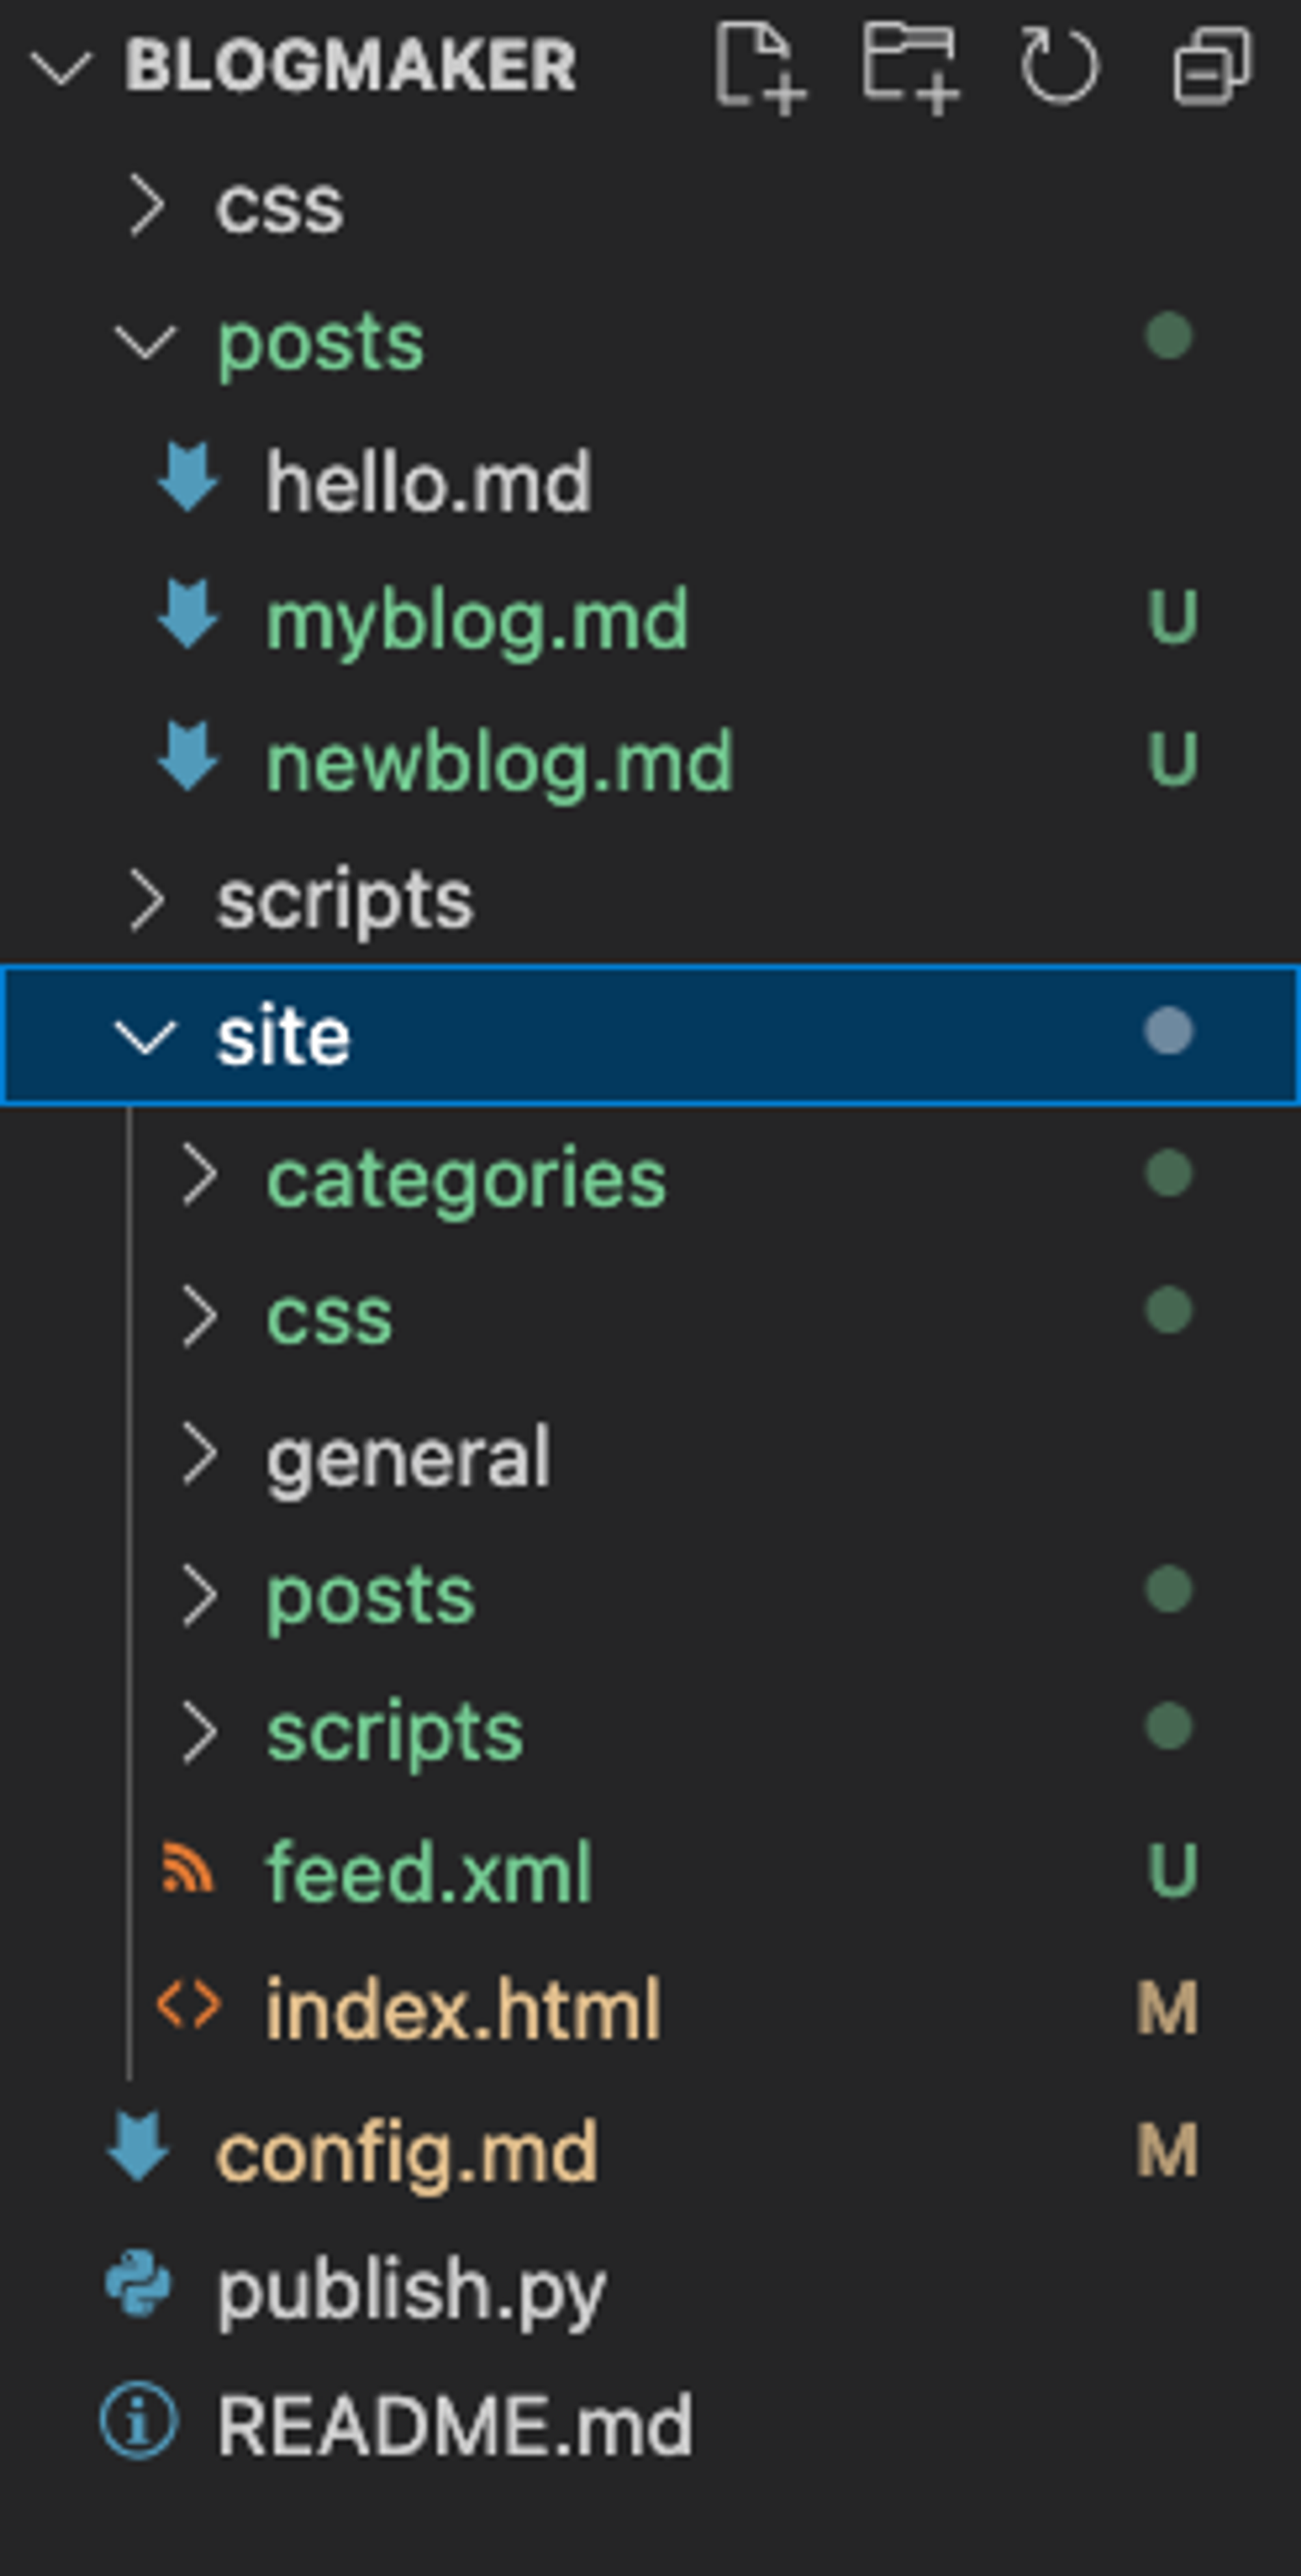 BLOGMAKER
css
posts
hello.md
myblog.md U
newblog.md U
scripts
site
categories
css
general
posts
scripts
feed.xml U
index.html M
config.md M
publish.py
README.md